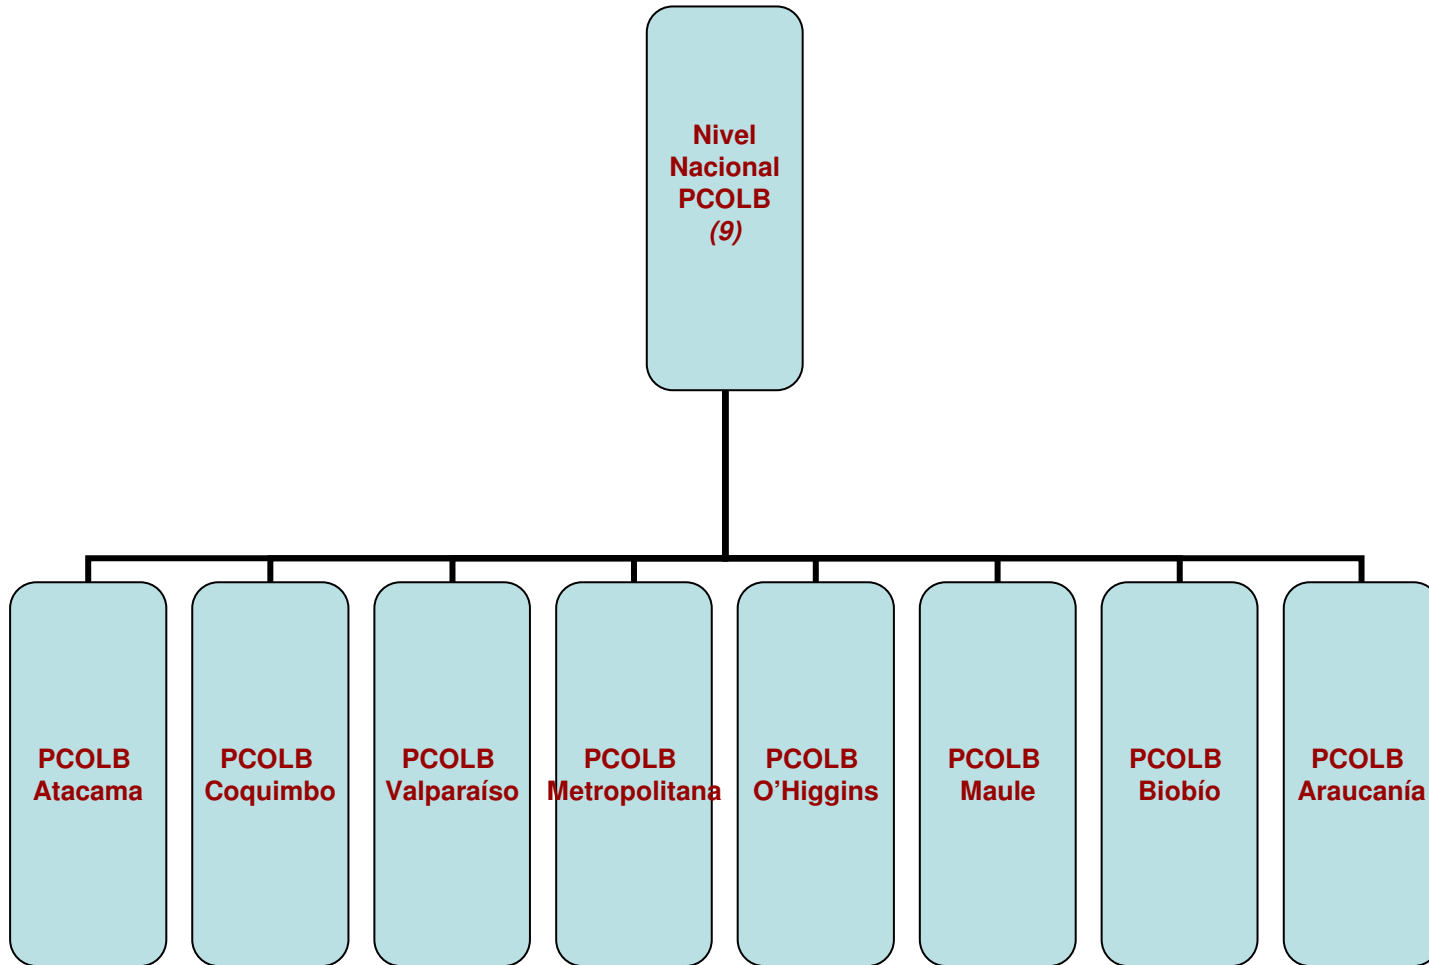 Nivel
Nacional
PCOLB
(9)
PCOLB
Atacama
PCOLB
Coquimbo
PCOLB
Valparaíso
PCOLB
Metropolitana
PCOLB
O’Higgins
PCOLB
Maule
PCOLB
Biobío
PCOLB
Araucanía